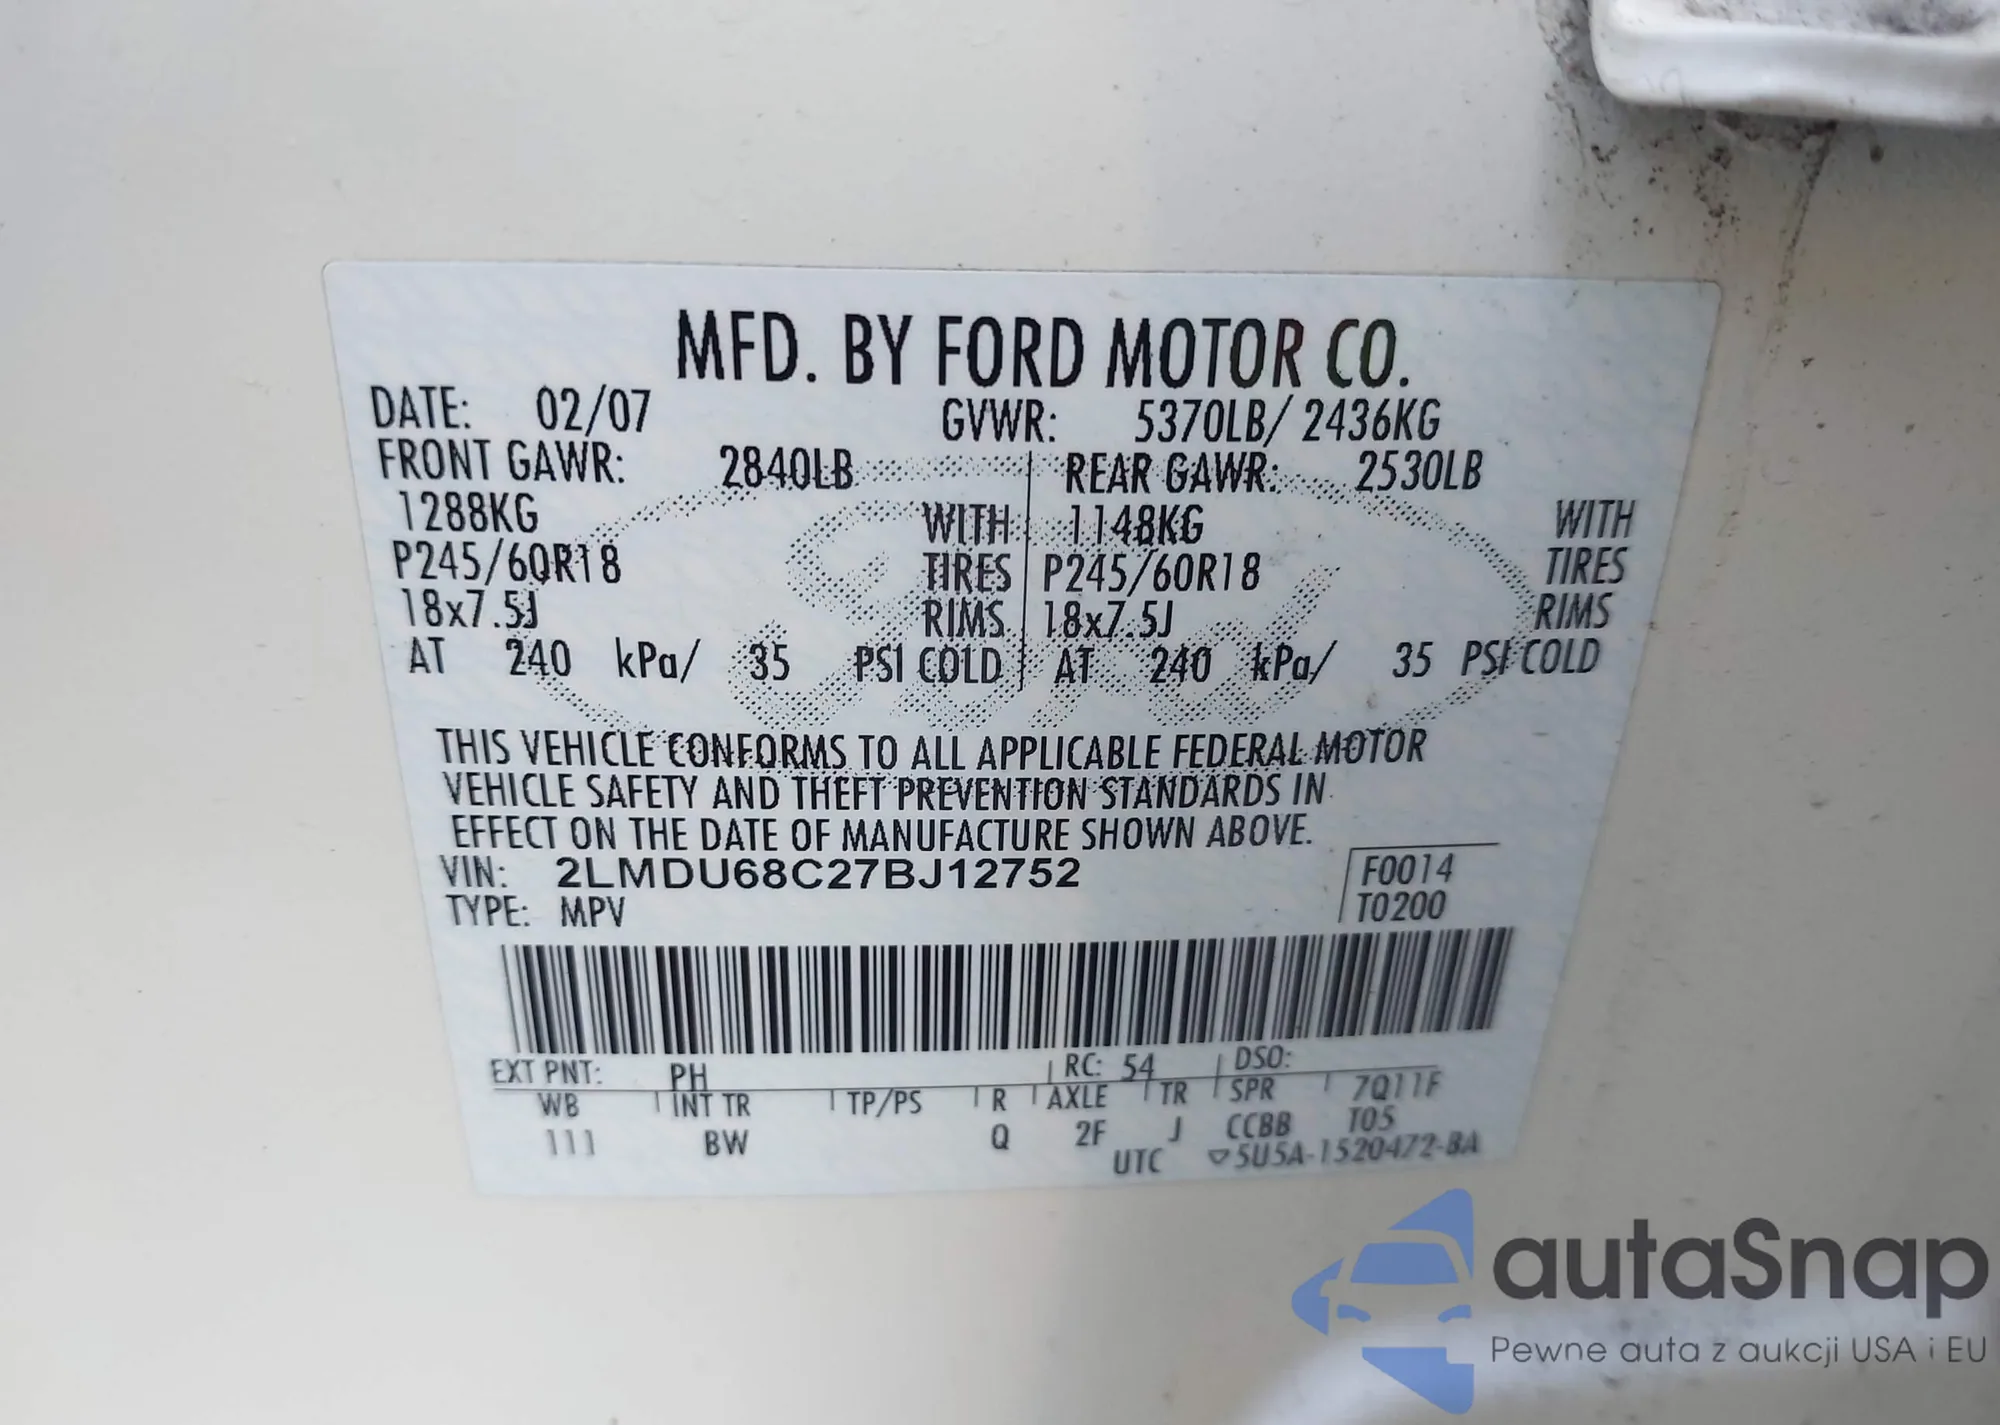 MFD. BY FORD MOTOR CO.
DATE: 02/07 GVWR: 5370LB/ 2436KG
FRONT GAWR: 2840LB REAR GAWR: 2530LB
1288KG WITH 1148KG WITH
P245/60R18 TIRES P245/60R18 TIRES
18x7.5J RIMS 18x7.5J RIMS
AT 240 kPa/ 35 PSI COLD AT 240 kPa/ 35 PSI COLD
THIS VEHICLE CONFORMS TO ALL APPLICABLE FEDERAL MOTOR
VEHICLE SAFETY AND THEFT PREVENTION STANDARDS IN
EFFECT ON THE DATE OF MANUFACTURE SHOWN ABOVE.
VIN: 2LMDU68C27BJ12752 F0014
TYPE: MPV T0200
EXT PNT: PH RC: 54 DSO:
WB INT TR TP/PS R AXLE TR SPR 7Q11F
111 BW Q 2F J CCBB T05
UTC ▽5U5A-1520472-BA
autaSnap
Pewne auta z aukcji USA i EU